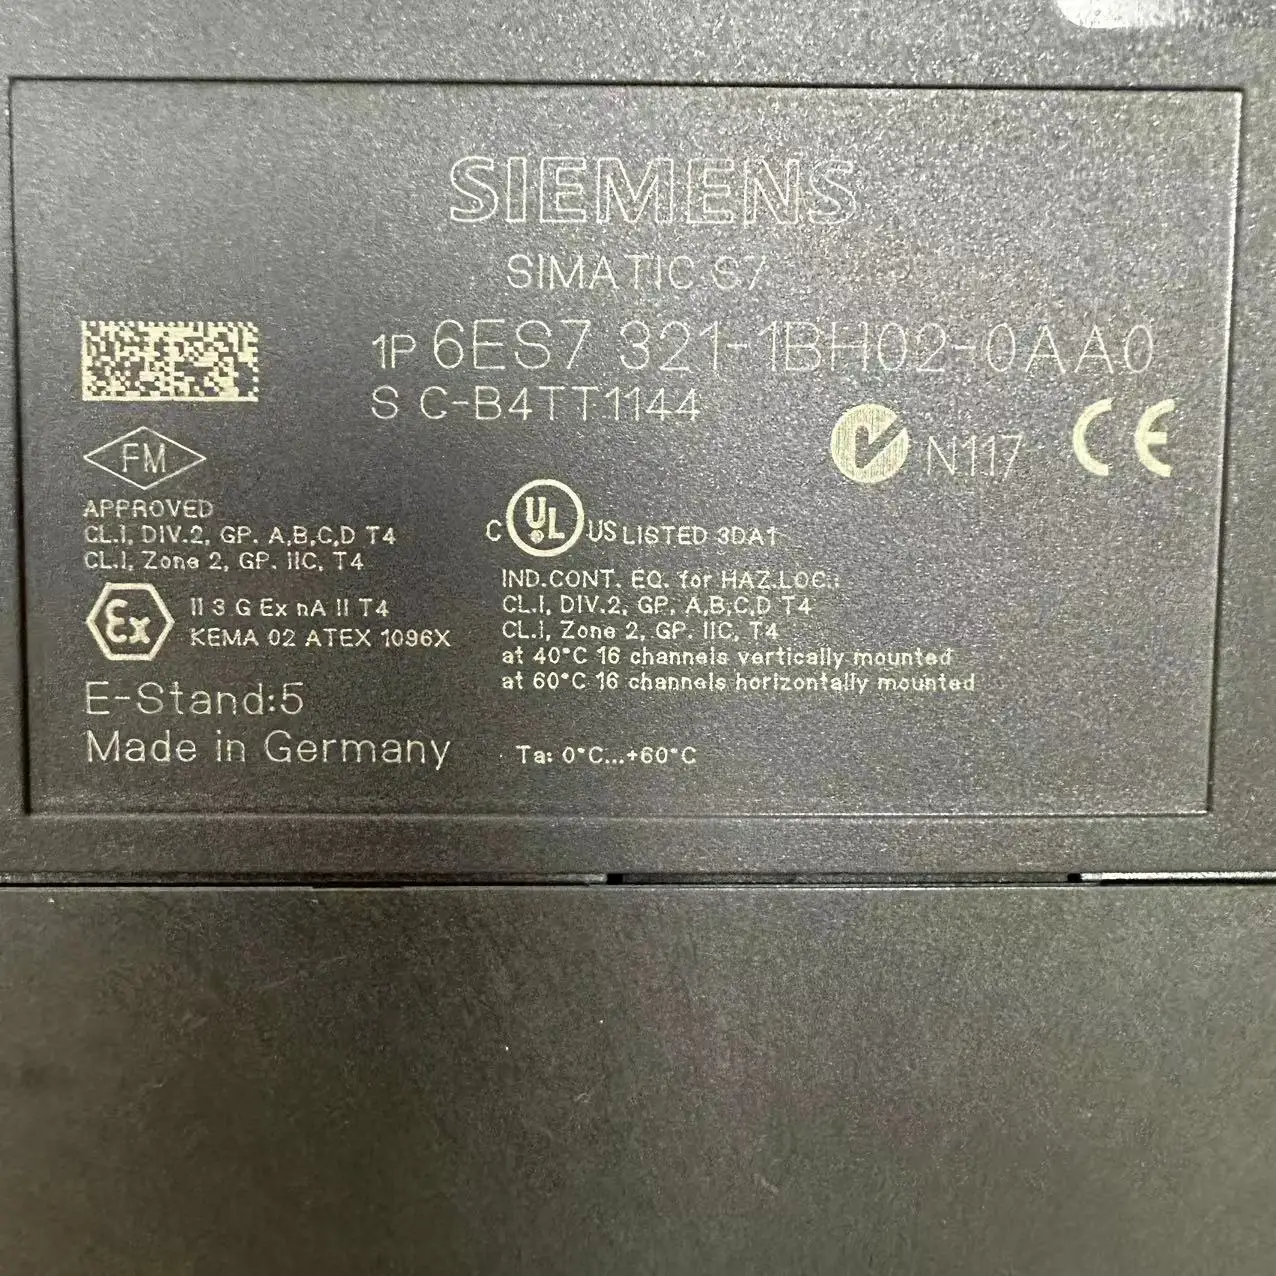 SIEMENS
SIMATIC S7
1P 6ES7 321-1BH02-0AA0
S C-B4TT1144
N117
CE
FM
APPROVED
CL.I, DIV.2, GP. A,B,C,D T4
CL.I, Zone 2, GP. IIC, T4
C UL US LISTED 3DA1
IND.CONT. EQ. for HAZ.LOC.:
CL.I, DIV.2, GP. A,B,C,D T4
CL.I, Zone 2, GP. IIC, T4
at 40°C 16 channels vertically mounted
at 60°C 16 channels horizontally mounted
Ex II 3 G Ex nA II T4
KEMA 02 ATEX 1096X
E-Stand:5
Made in Germany
Ta: 0°C...+60°C